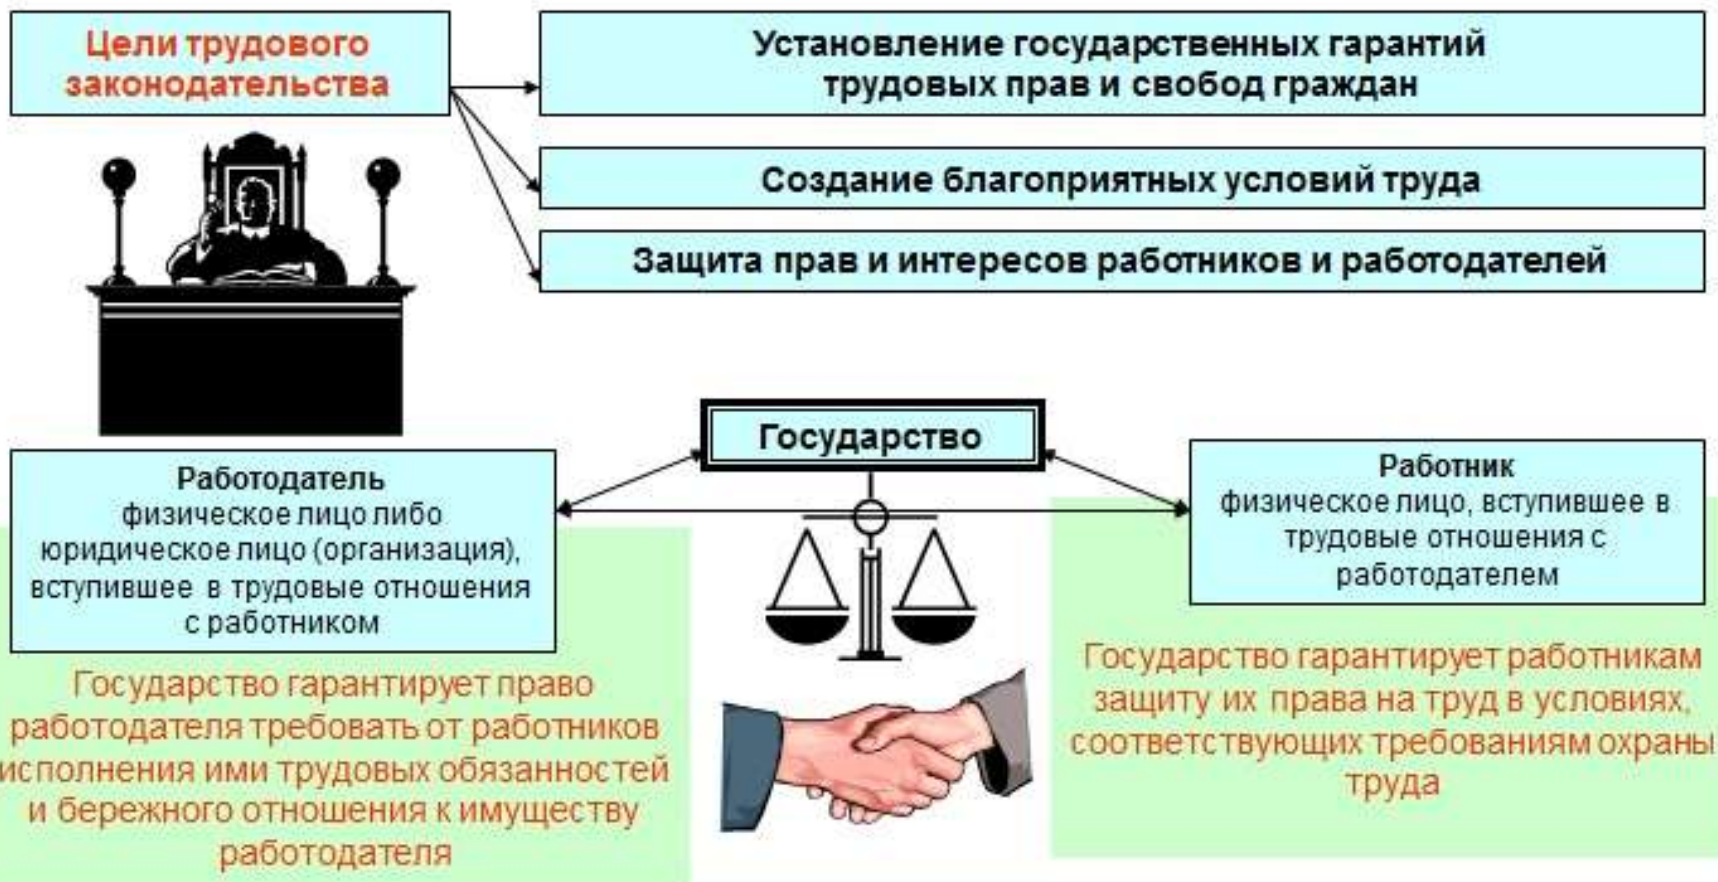 Цели трудового
законодательства
Установление государственных гарантий
трудовых прав и свобод граждан
Создание благоприятных условий труда
Защита прав и интересов работников и работодателей
Государство
Работодатель
физическое лицо либо
юридическое лицо (организация),
вступившее в трудовые отношения
с работником
Работник
физическое лицо, вступившее в
трудовые отношения с
работодателем
Государство гарантирует право
работодателя требовать от работников
исполнения ими трудовых обязанностей
и бережного отношения к имуществу
работодателя
Государство гарантирует работникам
защиту их права на труд в условиях,
соответствующих требованиям охраны
труда